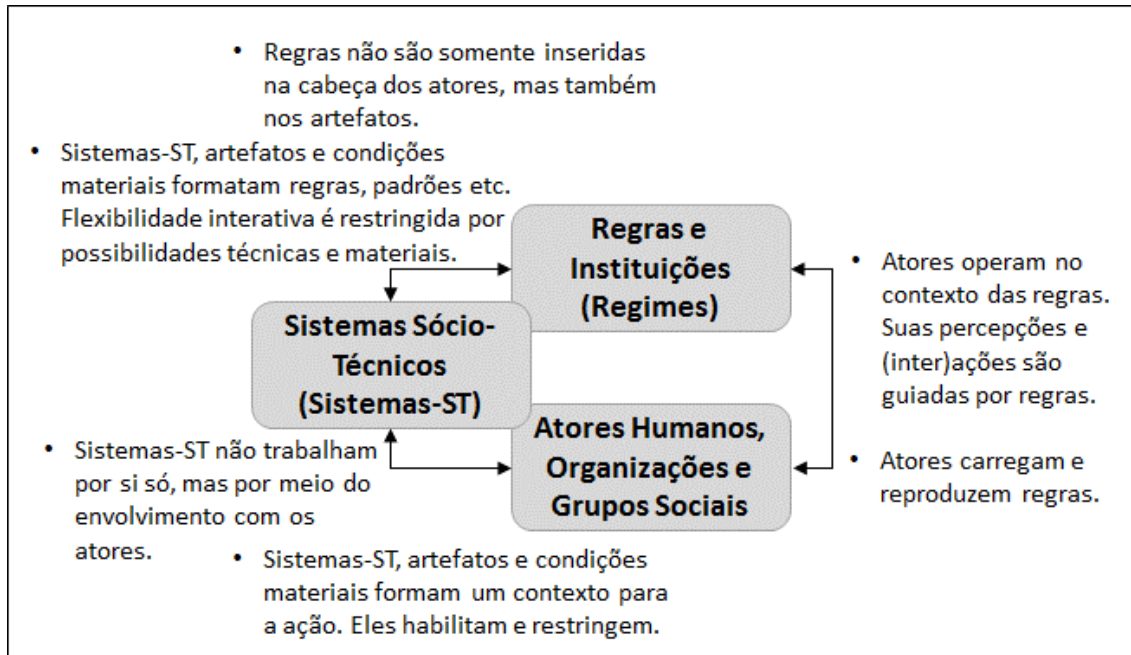 • Regras não são somente inseridas
na cabeça dos atores, mas também
nos artefatos.
• Sistemas-ST, artefatos e condições
materiais formatam regras, padrões etc.
Flexibilidade interativa é restringida por
possibilidades técnicas e materiais.
Regras e
Instituições
(Regimes)
• Atores operam no
contexto das regras.
Suas percepções e
(inter)ações são
guiadas por regras.
Sistemas Sócio-
Técnicos
(Sistemas-ST)
Atores Humanos,
Organizações e
Grupos Sociais
• Atores carregam e
reproduzem regras.
• Sistemas-ST não trabalham
por si só, mas por meio do
envolvimento com os
atores.
• Sistemas-ST, artefatos e condições
materiais formam um contexto para
a ação. Eles habilitam e restringem.